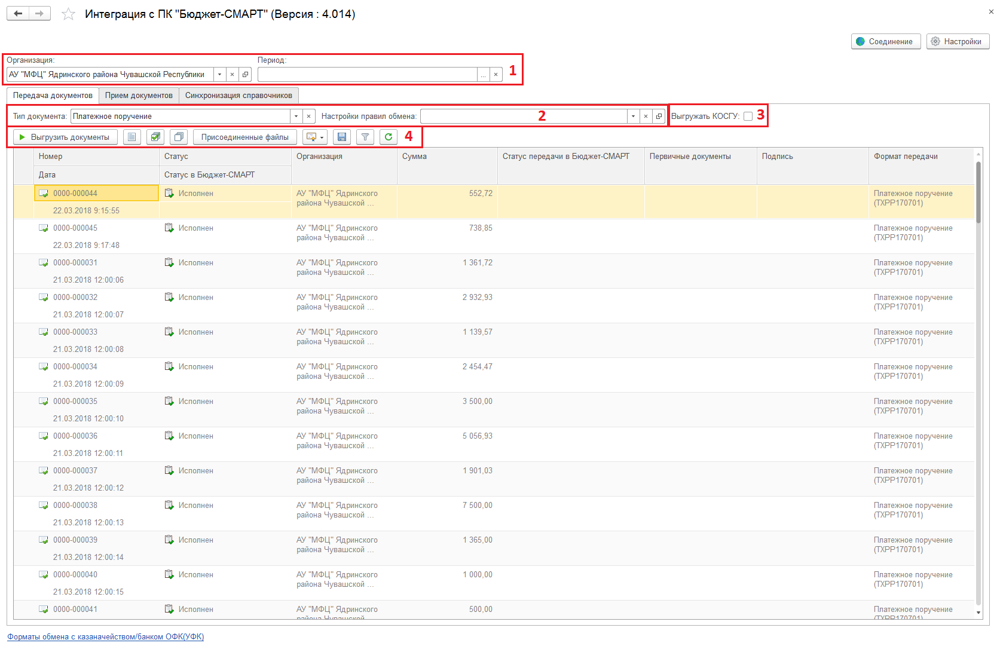 Интеграция с ПК "Бюджет-СМАРТ" (Версия : 4.014)
Соединение Настройки
Организация: Период:
АУ "МФЦ" Ядринского района Чувашской Республики ... 1
Передача документов Прием документов Синхронизация справочников
Тип документа: Платежное поручение Настройки правил обмена: 2 Выгружать КОСГУ: 3
Выгрузить документы Присоединенные файлы 4
Номер Статус Организация Сумма Статус передачи в Бюджет-СМАРТ Первичные документы Подпись Формат передачи
Дата Статус в Бюджет-СМАРТ
0000-000044 Исполнен АУ "МФЦ" Ядринского 552,72 Платежное поручение
района Чувашской ... (TXPP170701)
22.03.2018 9:15:55
0000-000045 Исполнен АУ "МФЦ" Ядринского 738,85 Платежное поручение
района Чувашской ... (TXPP170701)
22.03.2018 9:17:48
0000-000031 Исполнен АУ "МФЦ" Ядринского 1 361,72 Платежное поручение
района Чувашской ... (TXPP170701)
21.03.2018 12:00:06
0000-000032 Исполнен АУ "МФЦ" Ядринского 2 932,93 Платежное поручение
района Чувашской ... (TXPP170701)
21.03.2018 12:00:07
0000-000033 Исполнен АУ "МФЦ" Ядринского 1 139,57 Платежное поручение
района Чувашской ... (TXPP170701)
21.03.2018 12:00:08
0000-000034 Исполнен АУ "МФЦ" Ядринского 2 454,47 Платежное поручение
района Чувашской ... (TXPP170701)
21.03.2018 12:00:09
0000-000035 Исполнен АУ "МФЦ" Ядринского 3 500,00 Платежное поручение
района Чувашской ... (TXPP170701)
21.03.2018 12:00:10
0000-000036 Исполнен АУ "МФЦ" Ядринского 5 056,93 Платежное поручение
района Чувашской ... (TXPP170701)
21.03.2018 12:00:11
0000-000037 Исполнен АУ "МФЦ" Ядринского 1 901,03 Платежное поручение
района Чувашской ... (TXPP170701)
21.03.2018 12:00:12
0000-000038 Исполнен АУ "МФЦ" Ядринского 7 500,00 Платежное поручение
района Чувашской ... (TXPP170701)
21.03.2018 12:00:13
0000-000039 Исполнен АУ "МФЦ" Ядринского 1 365,00 Платежное поручение
района Чувашской ... (TXPP170701)
21.03.2018 12:00:14
0000-000040 Исполнен АУ "МФЦ" Ядринского 1 000,00 Платежное поручение
района Чувашской ... (TXPP170701)
21.03.2018 12:00:15
0000-000041 Исполнен АУ "МФЦ" Ядринского 500,00 Платежное поручение
района Чувашской ... (TXPP170701)
Форматы обмена с казаначейством/банком ОФК(УФК)